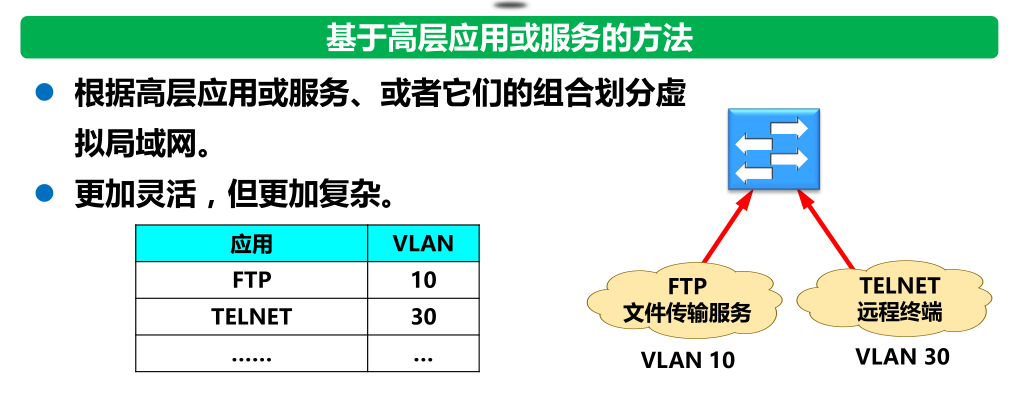 基于高层应用或服务的方法
根据高层应用或服务、或者它们的组合划分虚
拟局域网。
更加灵活，但更加复杂。
应用 VLAN
FTP 10
TELNET 30
...... ...
FTP
文件传输服务
VLAN 10
TELNET
远程终端
VLAN 30